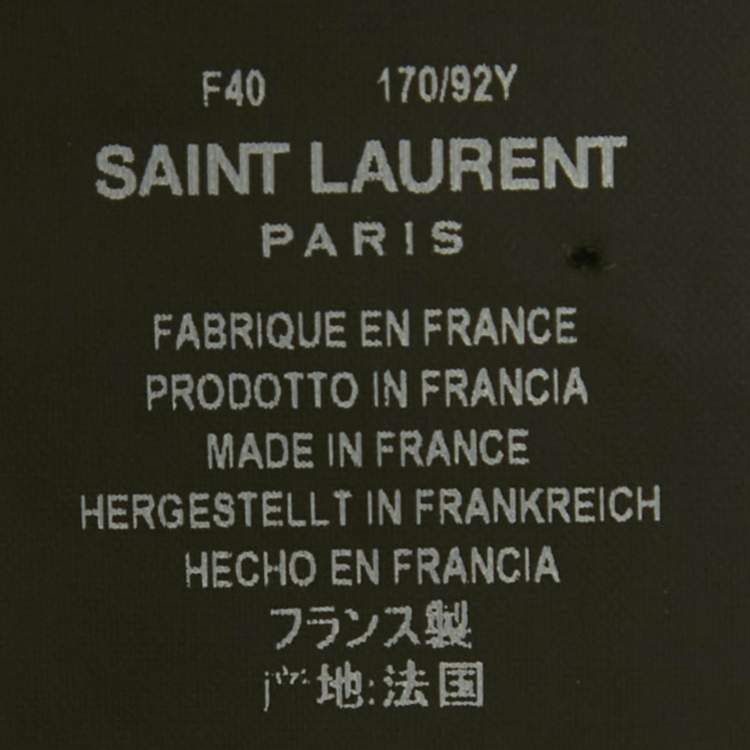 F40 170/92Y
SAINT LAURENT
PARIS
FABRIQUE EN FRANCE
PRODOTTO IN FRANCIA
MADE IN FRANCE
HERGESTELLT IN FRANKREICH
HECHO EN FRANCIA
フランス製
地:法国